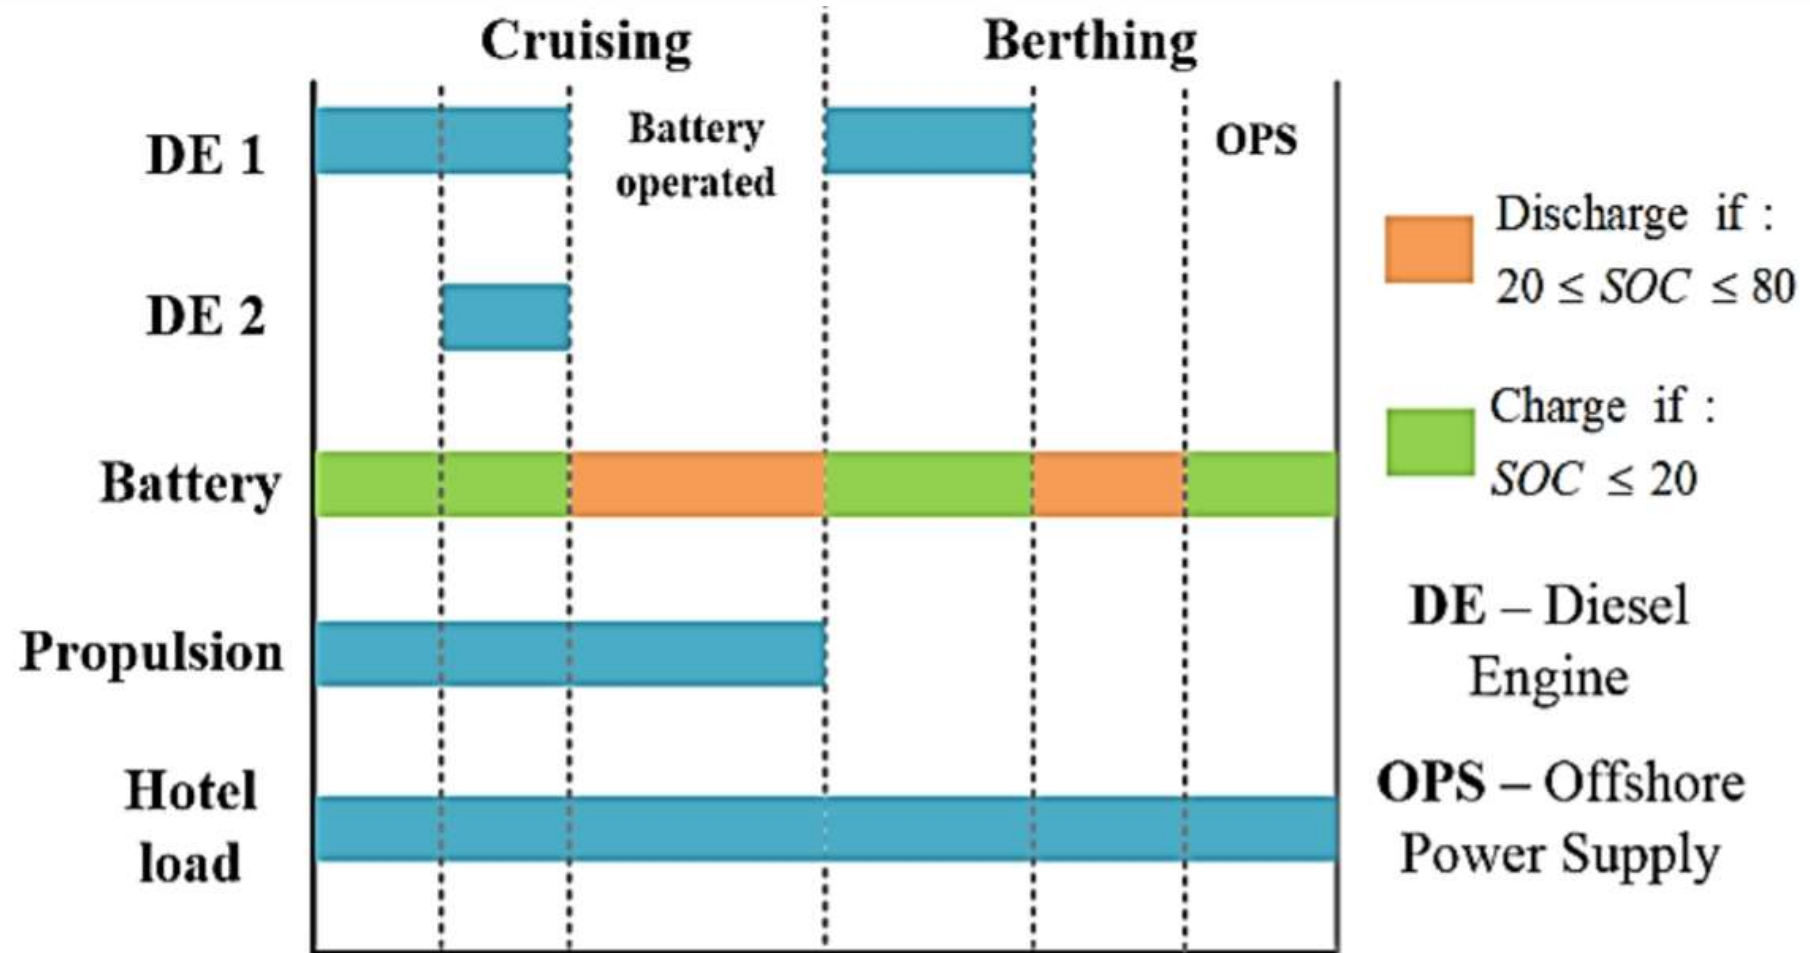 Cruising
Berthing
DE 1
Battery
operated
OPS
DE 2
Battery
Propulsion
Hotel
load
Discharge if :
20 ≤ SOC ≤ 80
Charge if :
SOC ≤ 20
DE – Diesel
Engine
OPS – Offshore
Power Supply